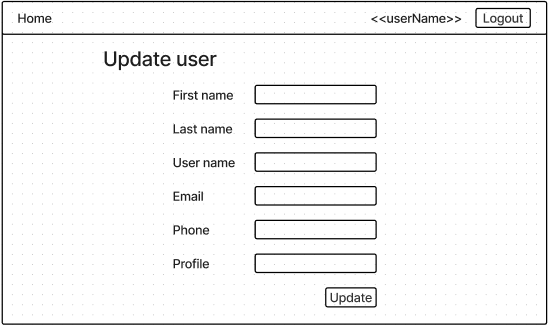 Home <<userName>> Logout
Update user
First name
Last name
User name
Email
Phone
Profile
Update